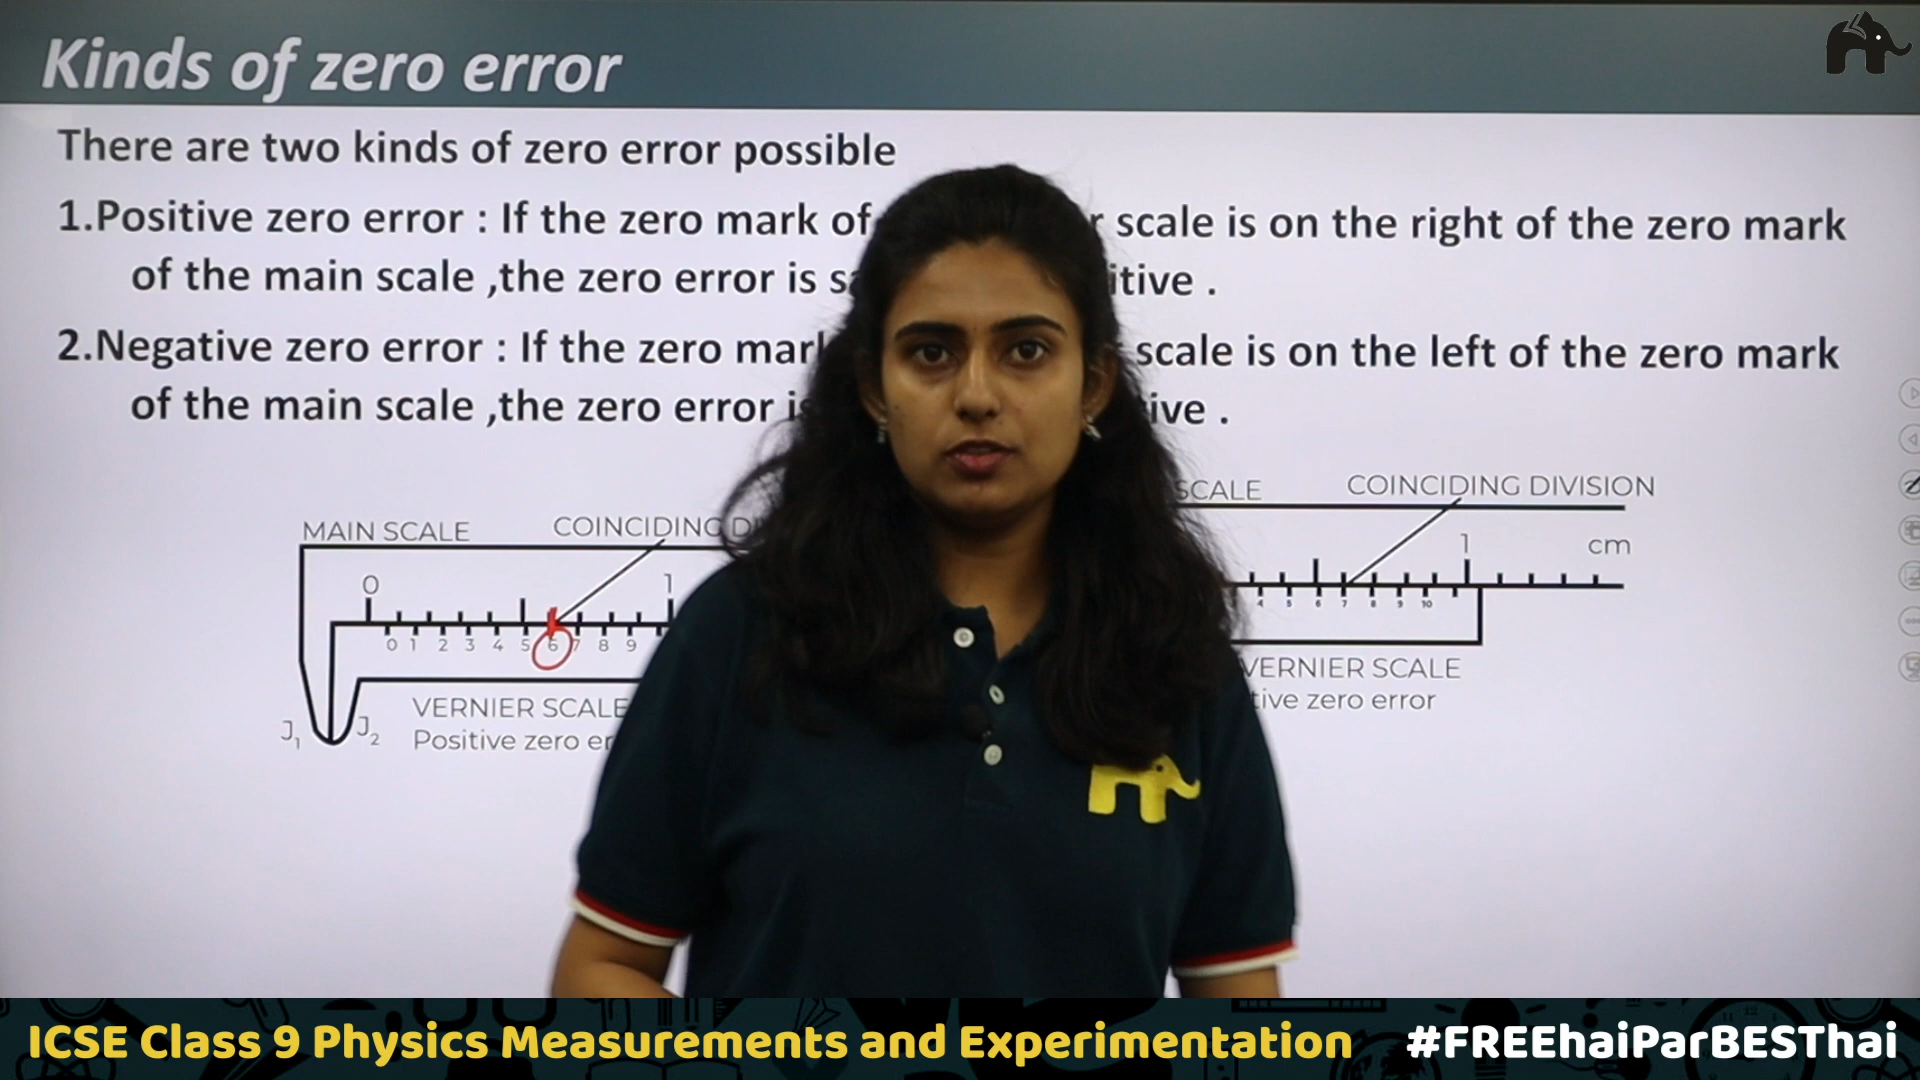 Kinds of zero error
There are two kinds of zero error possible
1.Positive zero error : If the zero mark of scale is on the right of the zero mark
of the main scale ,the zero error is
2.Negative zero error : If the zero scale is on the left of the zero mark
of the main scale ,the zero error .
MAIN SCALE COINCIDING
SCALE COINCIDING DIVISION
0 1
1 cm
0 1 2 3 4 5 6 7 8 9
4 5 6 7 8 9 10
VERNIER SCALE
Positive zero
J1 J2
VERNIER SCALE
zero error
ICSE Class 9 Physics Measurements and Experimentation #FREEhaiParBESThai